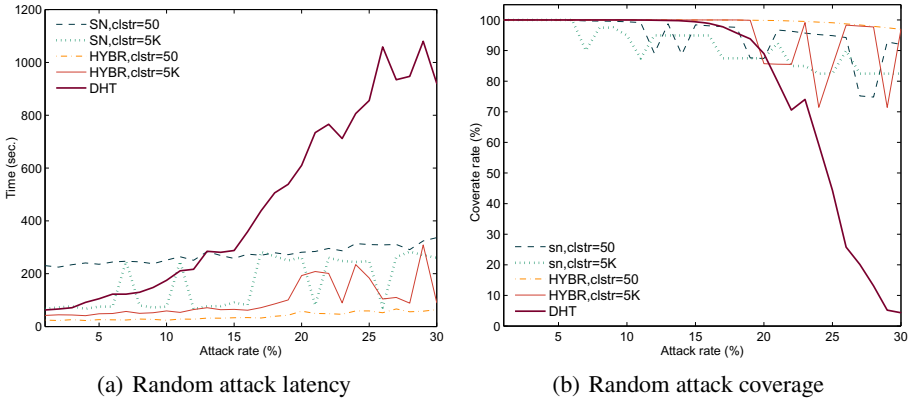 1200
1000
800
600
400
200
0
Time (sec.)
SN,clstr=50
SN,clstr=5K
HYBR,clstr=50
HYBR,clstr=5K
DHT
5
10
15
20
25
30
Attack rate (%)
(a) Random attack latency
100
90
80
70
60
50
40
30
20
10
0
Coverate rate (%)
sn,clstr=50
sn,clstr=5K
HYBR,clstr=50
HYBR,clstr=5K
DHT
5
10
15
20
25
30
Attack rate (%)
(b) Random attack coverage